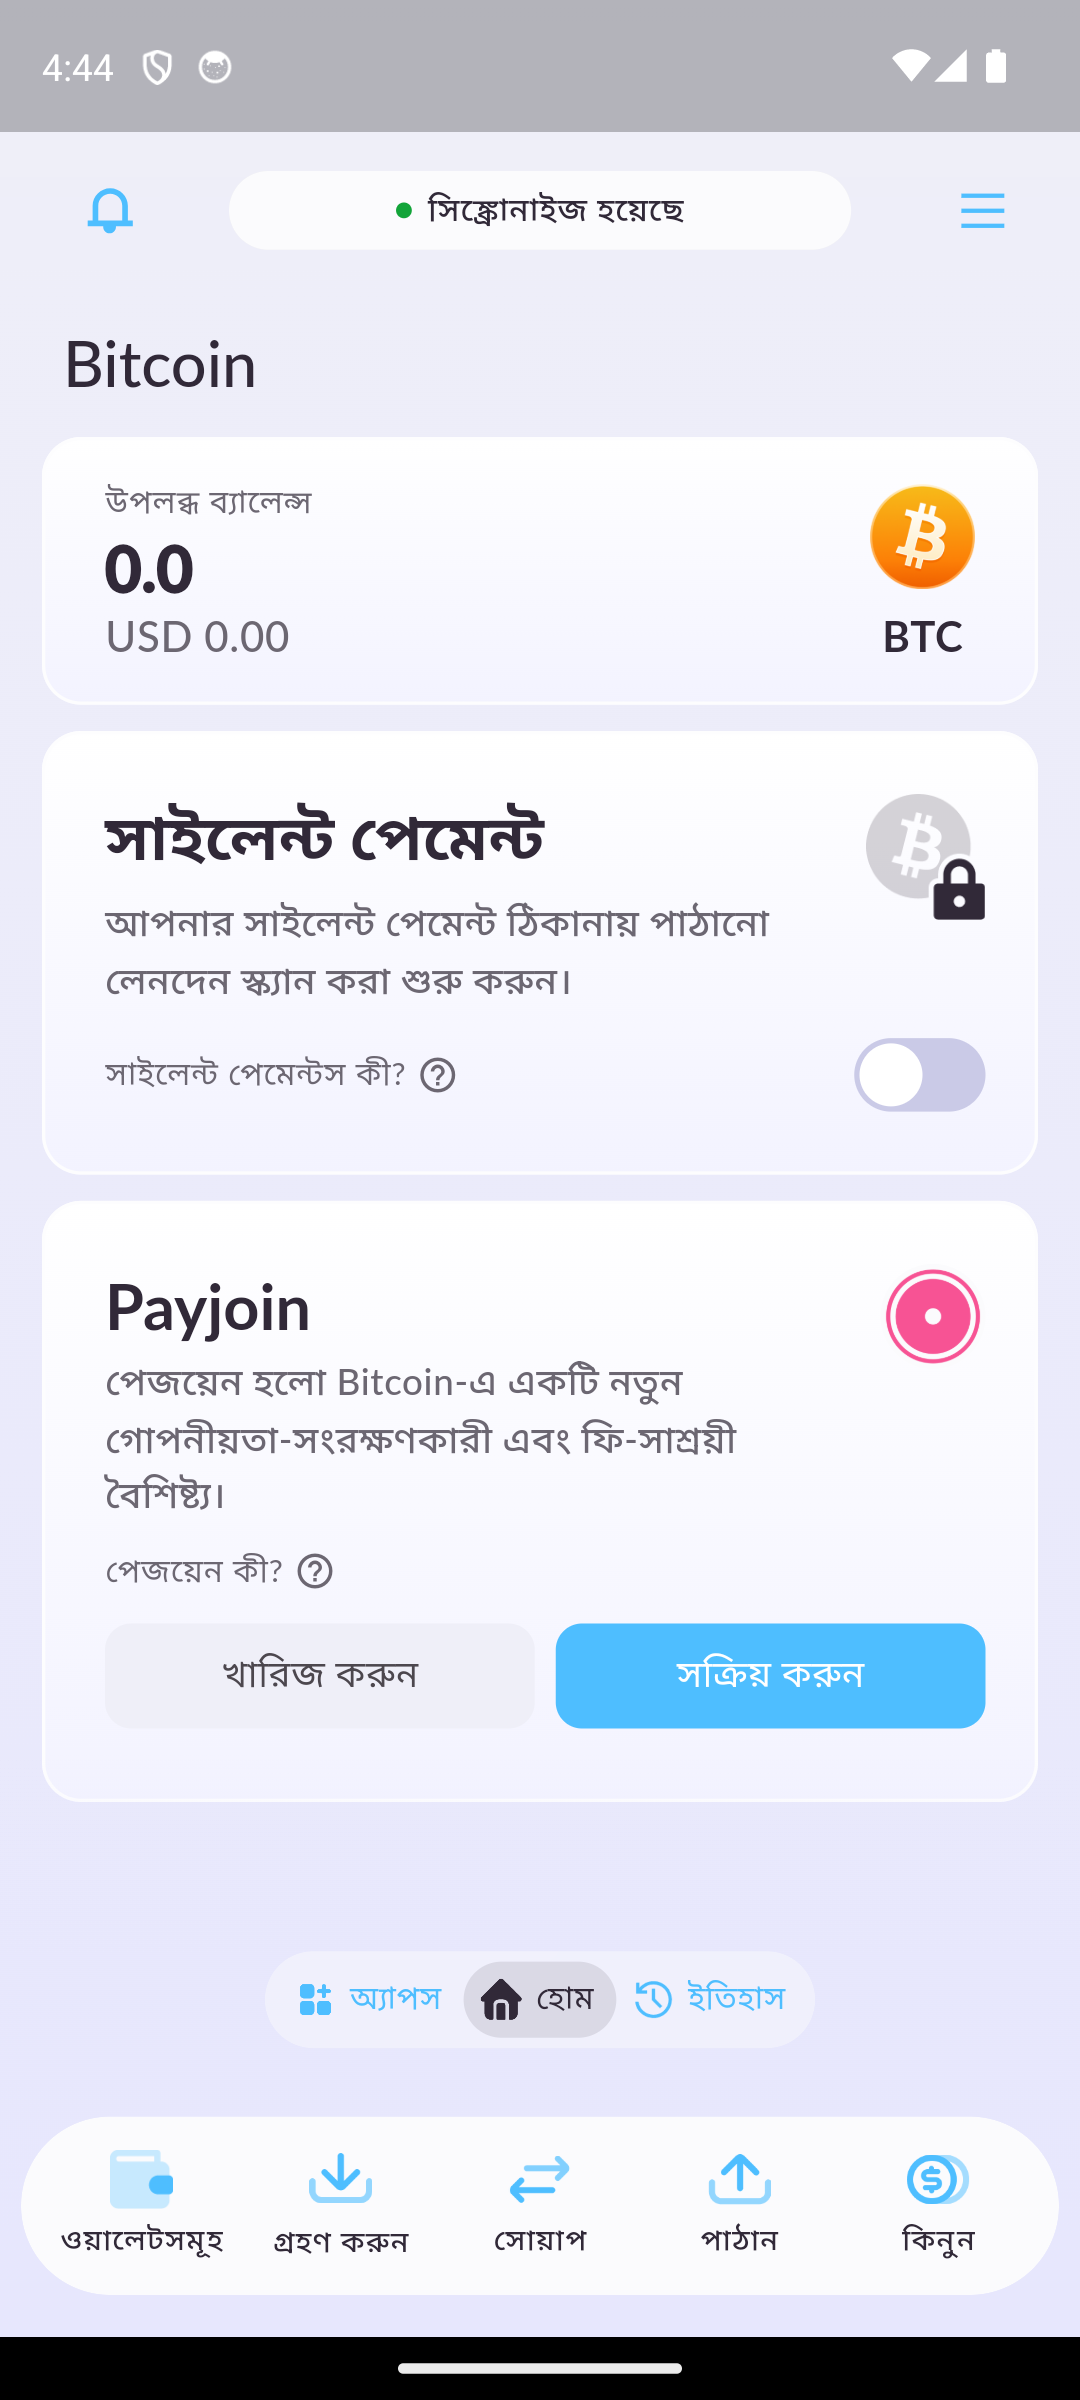 4:44
সিঙ্ক্রোনাইজ হয়েছে
Bitcoin
উপলব্ধ ব্যালেন্স
0.0
USD 0.00
BTC
সাইলেন্ট পেমেন্ট
আপনার সাইলেন্ট পেমেন্ট ঠিকানায় পাঠানো
লেনদেন স্ক্যান করা শুরু করুন।
সাইলেন্ট পেমেন্টস কী?
Payjoin
পেজয়েন হলো Bitcoin-এ একটি নতুন
গোপনীয়তা-সংরক্ষণকারী এবং ফি-সাশ্রয়ী
বৈশিষ্ট্য।
পেজয়েন কী?
খারিজ করুন
সক্রিয় করুন
অ্যাপস
হোম
ইতিহাস
ওয়ালেটসমূহ
গ্রহণ করুন
সোয়াপ
পাঠান
কিনুন